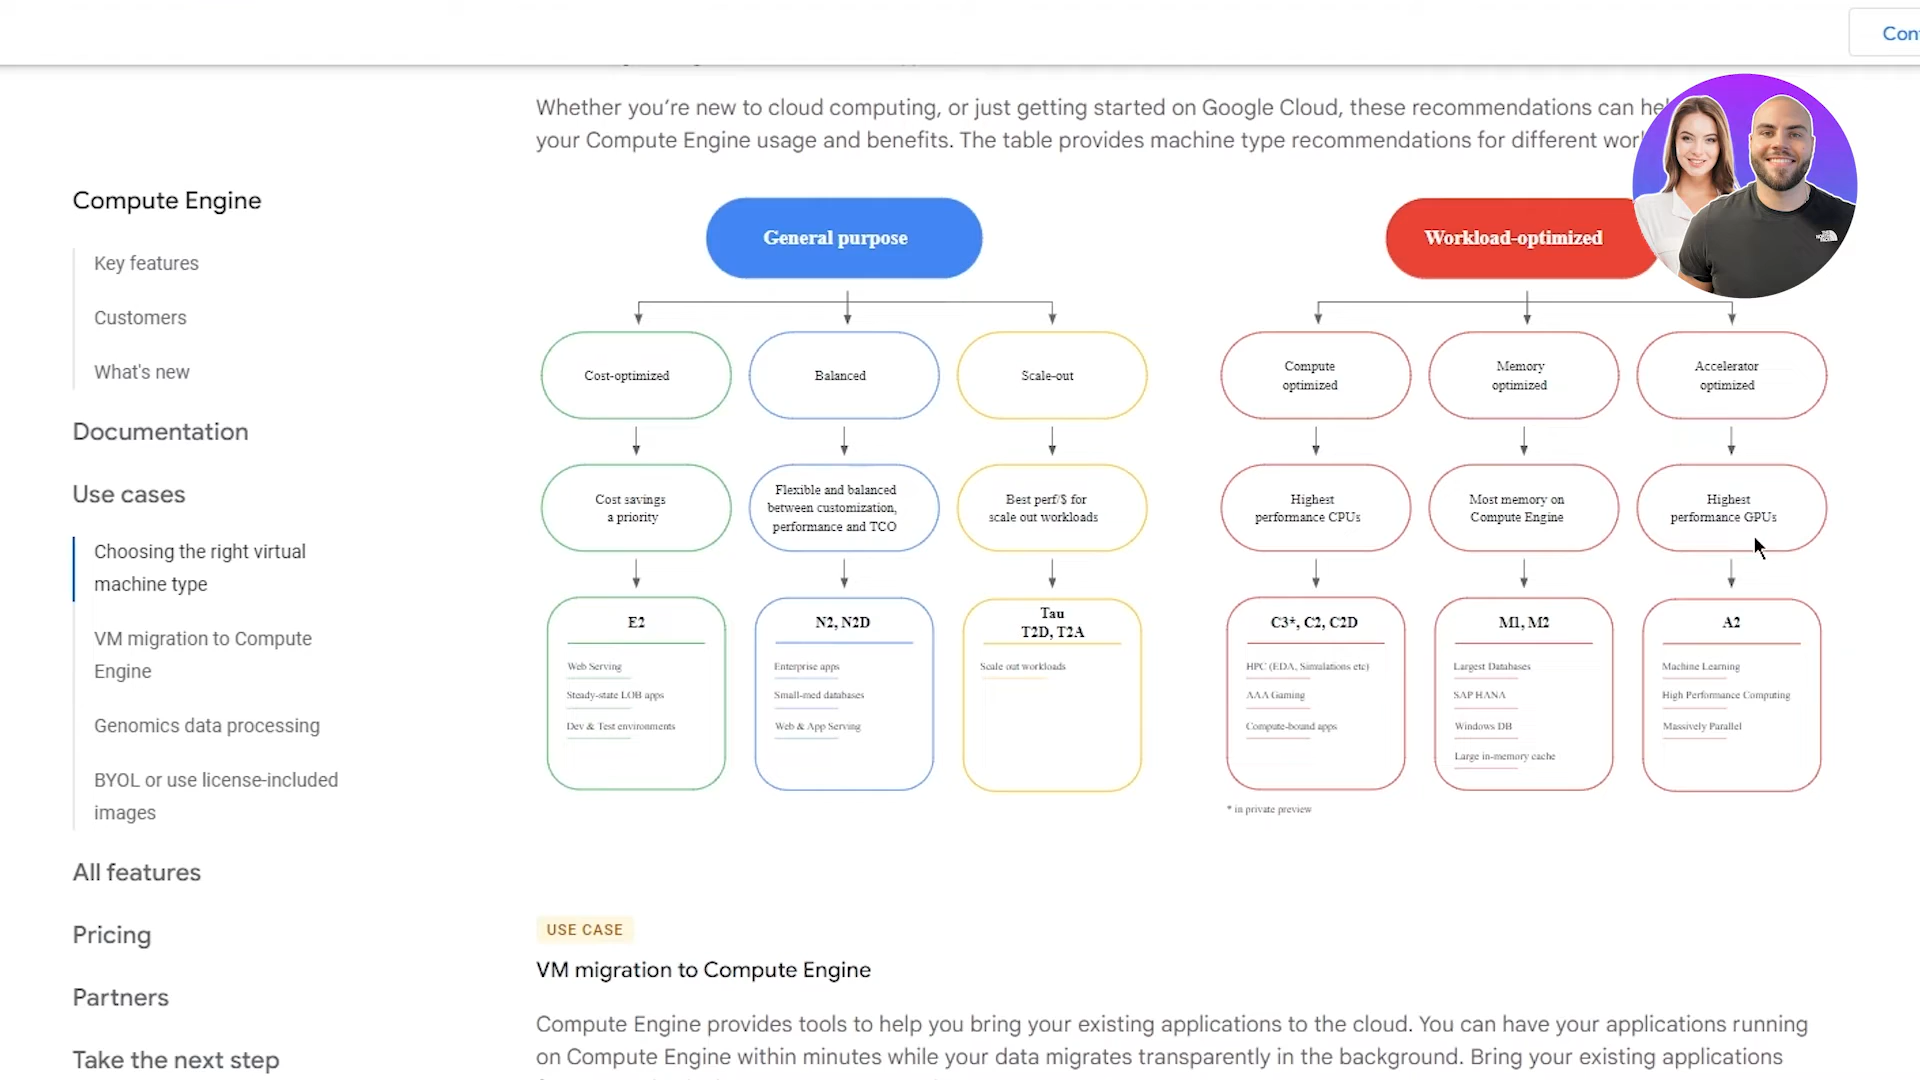 Con
Whether you’re new to cloud computing, or just getting started on Google Cloud, these recommendations can hel
your Compute Engine usage and benefits. The table provides machine type recommendations for different wor
Compute Engine
Key features
Customers
What's new
Documentation
Use cases
Choosing the right virtual
machine type
VM migration to Compute
Engine
Genomics data processing
BYOL or use license-included
images
All features
Pricing
Partners
Take the next step
General purpose
Cost-optimized
Balanced
Scale-out
Cost savings
a priority
Flexible and balanced
between customization,
performance and TCO
Best perf/$ for
scale out workloads
E2
Web Serving
Steady-state LOB apps
Dev & Test environments
N2, N2D
Enterprise apps
Small-med databases
Web & App Serving
Tau
T2D, T2A
Scale out workloads
Workload-optimized
Compute
optimized
Memory
optimized
Accelerator
optimized
Highest
performance CPUs
Most memory on
Compute Engine
Highest
performance GPUs
C3*, C2, C2D
HPC (EDA, Simulations etc)
AAA Gaming
Compute-bound apps
M1, M2
Largest Databases
SAP HANA
Windows DB
Large in-memory cache
A2
Machine Learning
High Performance Computing
Massively Parallel
* in private preview
USE CASE
VM migration to Compute Engine
Compute Engine provides tools to help you bring your existing applications to the cloud. You can have your applications running
on Compute Engine within minutes while your data migrates transparently in the background. Bring your existing applications